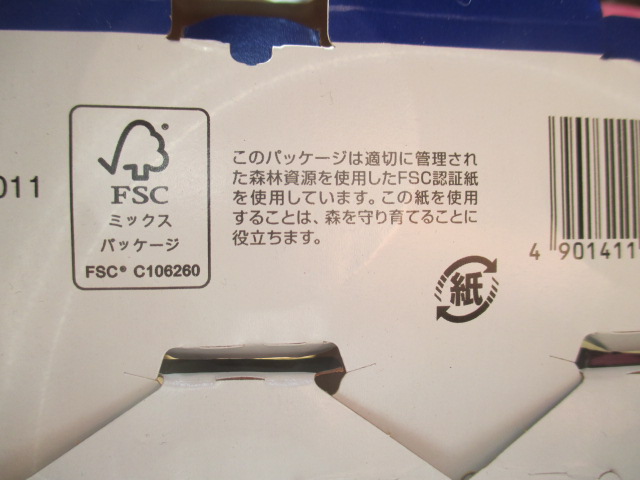 011
FSC
ミックス
パッケージ
FSC® C106260
このパッケージは適切に管理され
た森林資源を使用したFSC認証紙
を使用しています。この紙を使用
することは、森を守り育てることに
役立ちます。
紙
4 901411